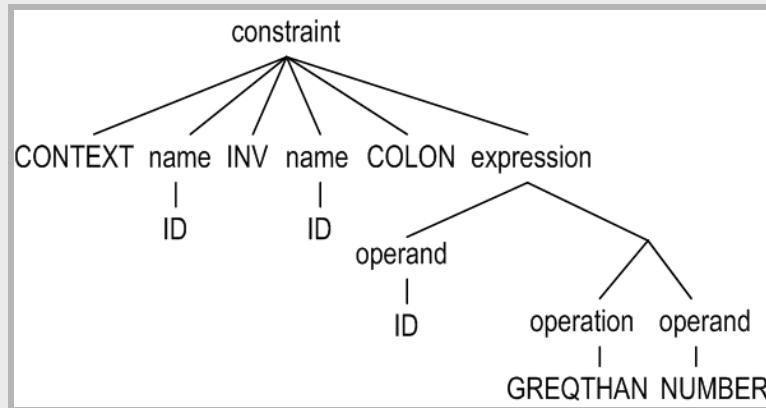 constraint
CONTEXT name INV name COLON expression
ID ID
operand
ID
operation operand
GREQTHAN NUMBER